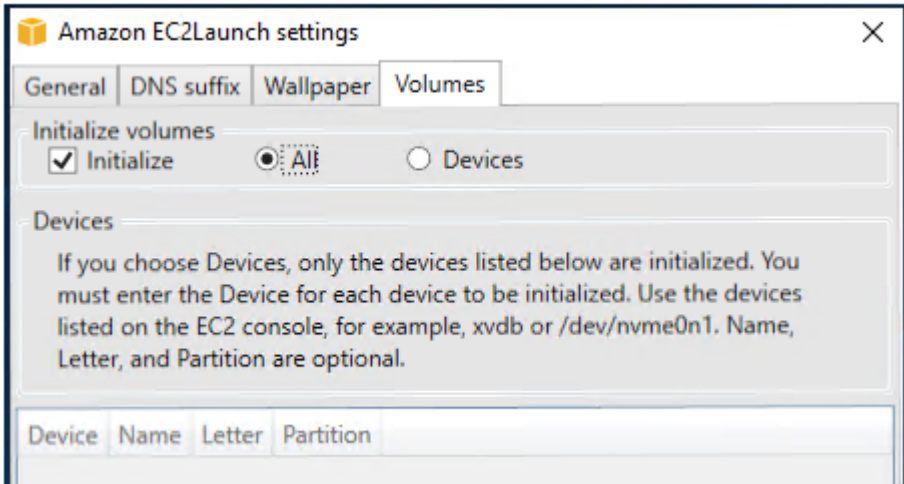 Amazon EC2Launch settings
General DNS suffix Wallpaper Volumes
Initialize volumes
Initialize All Devices
Devices
If you choose Devices, only the devices listed below are initialized. You
must enter the Device for each device to be initialized. Use the devices
listed on the EC2 console, for example, xvdb or /dev/nvme0n1. Name,
Letter, and Partition are optional.
Device Name Letter Partition